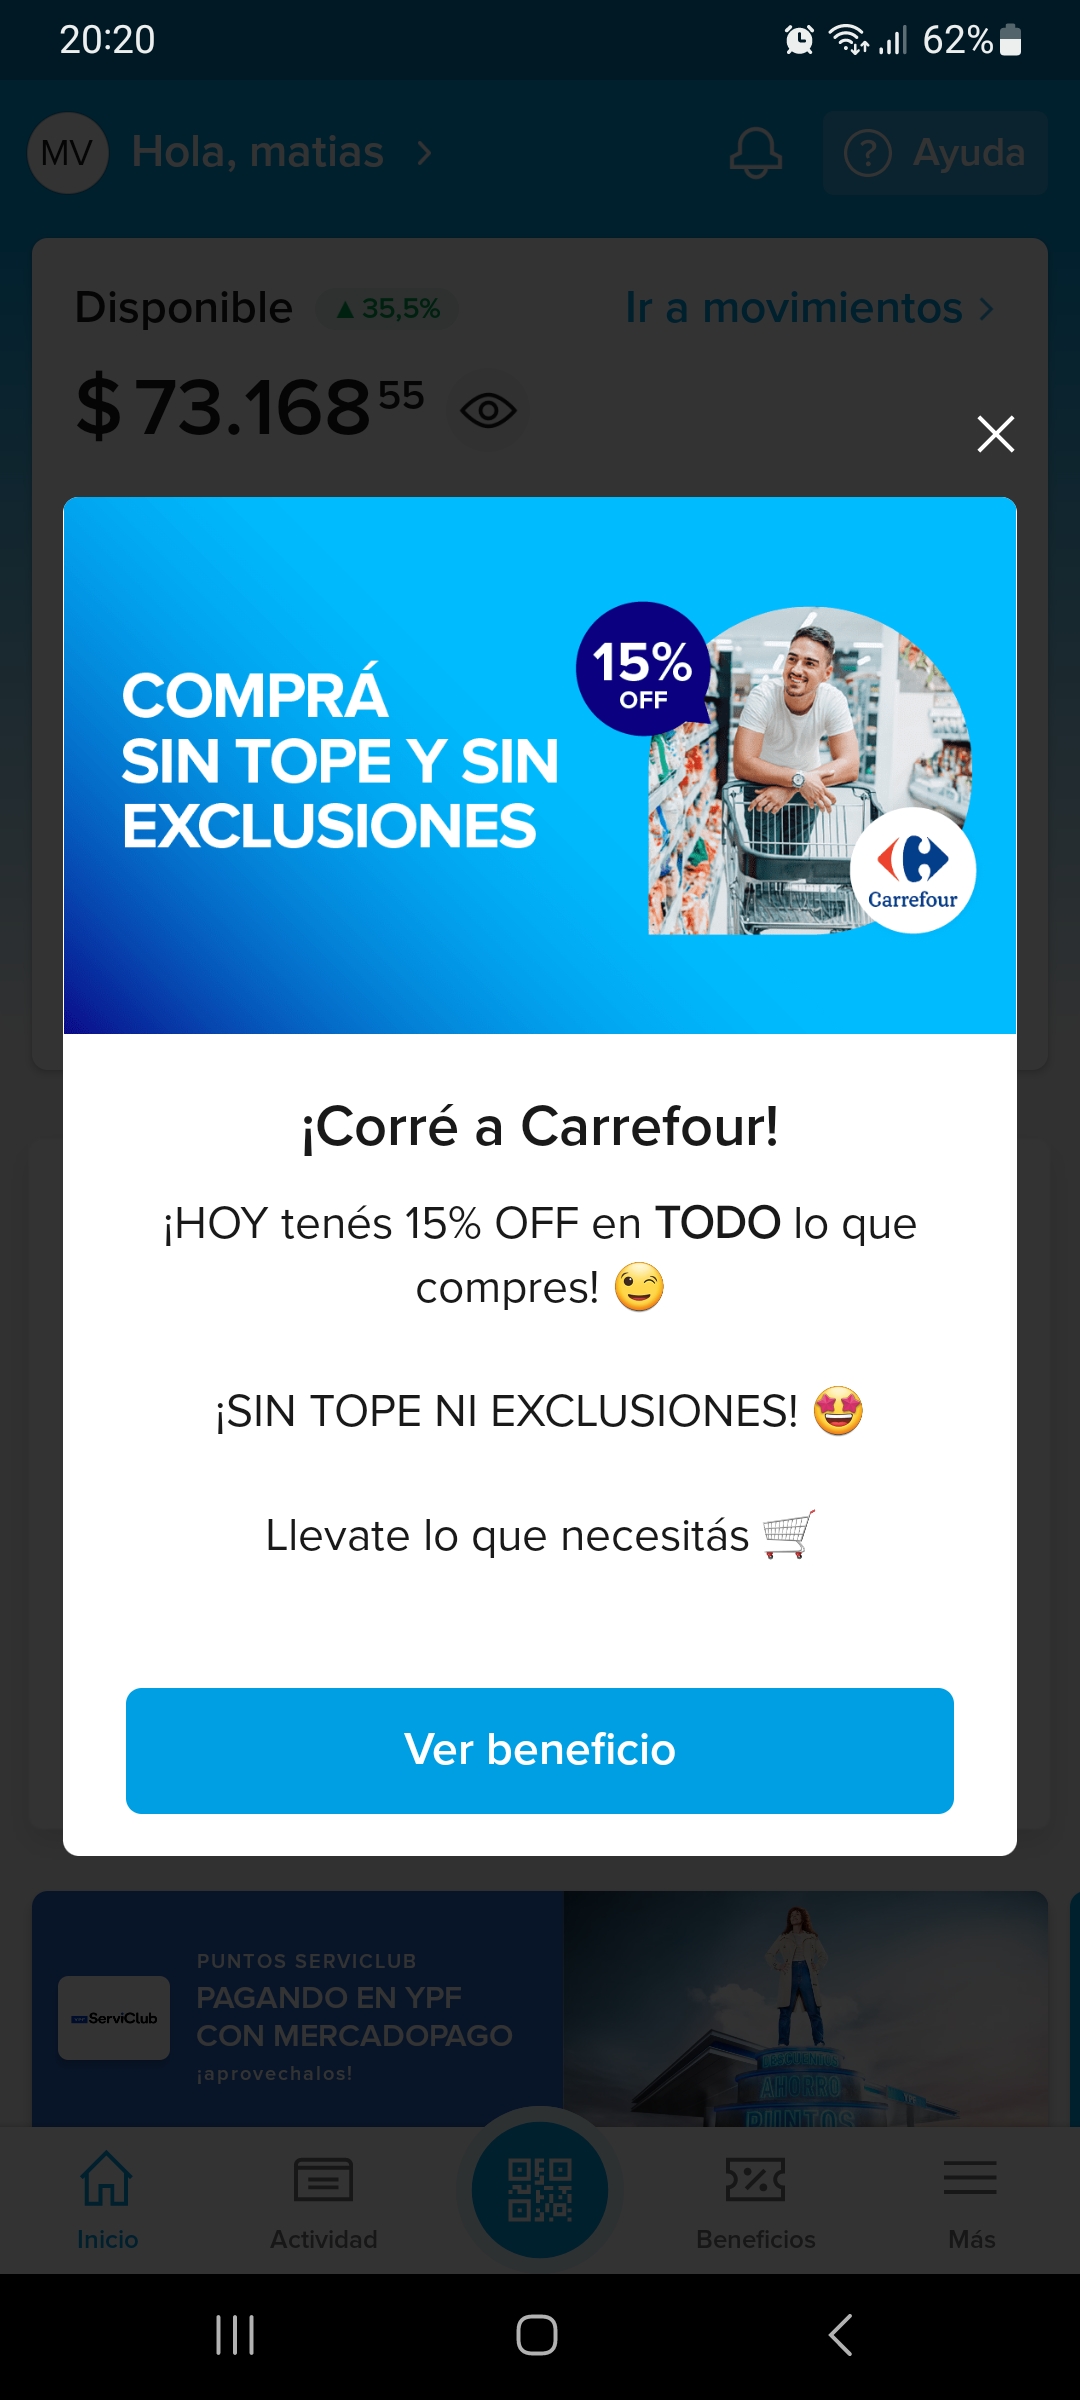 20:20
62%
MV
Hola, matias
Ayuda
Disponible
▲ 35,5%
Ir a movimientos
$ 73.168 55
COMPRÁ
SIN TOPE Y SIN
EXCLUSIONES
15%
OFF
Carrefour
¡Corré a Carrefour!
¡HOY tenés 15% OFF en TODO lo que
compres! 😉
¡SIN TOPE NI EXCLUSIONES! 🤩
Llevate lo que necesitás 🛒
Ver beneficio
ServiClub
PUNTOS SERVICLUB
PAGANDO EN YPF
CON MERCADOPAGO
¡aprovechalos!
DESCUENTOS
AHORRO
PUNTOS
Inicio
Actividad
Beneficios
Más